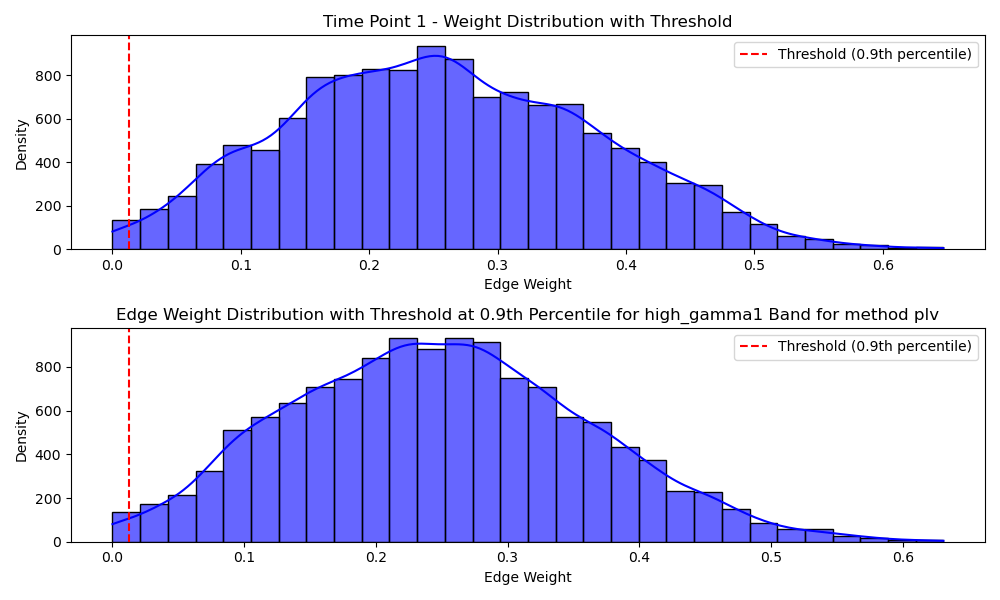 Time Point 1 - Weight Distribution with Threshold
Threshold (0.9th percentile)
Density
800
600
400
200
0
0.0 0.1 0.2 0.3 0.4 0.5 0.6
Edge Weight
Edge Weight Distribution with Threshold at 0.9th Percentile for high_gamma1 Band for method plv
Threshold (0.9th percentile)
Density
800
600
400
200
0
0.0 0.1 0.2 0.3 0.4 0.5 0.6
Edge Weight